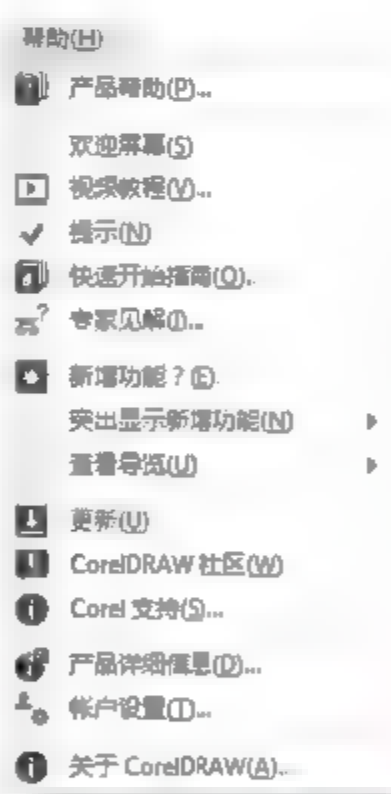 帮助(H)
产品帮助(P)...
欢迎屏幕(S)
视频教程(V)...
提示(N)
快速开始指南(Q).
专家见解(I)...
新增功能？(E).
突出显示新增功能(N)
查看导览(U)
更新(U)
CorelDRAW 社区(W)
Corel 支持(S)...
产品详细信息(D)...
帐户设置(T)...
关于 CorelDRAW(A)..